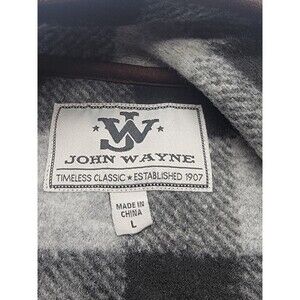 JW
JOHN WAYNE
TIMELESS CLASSIC ★ ESTABLISHED 1907
MADE IN
CHINA
L